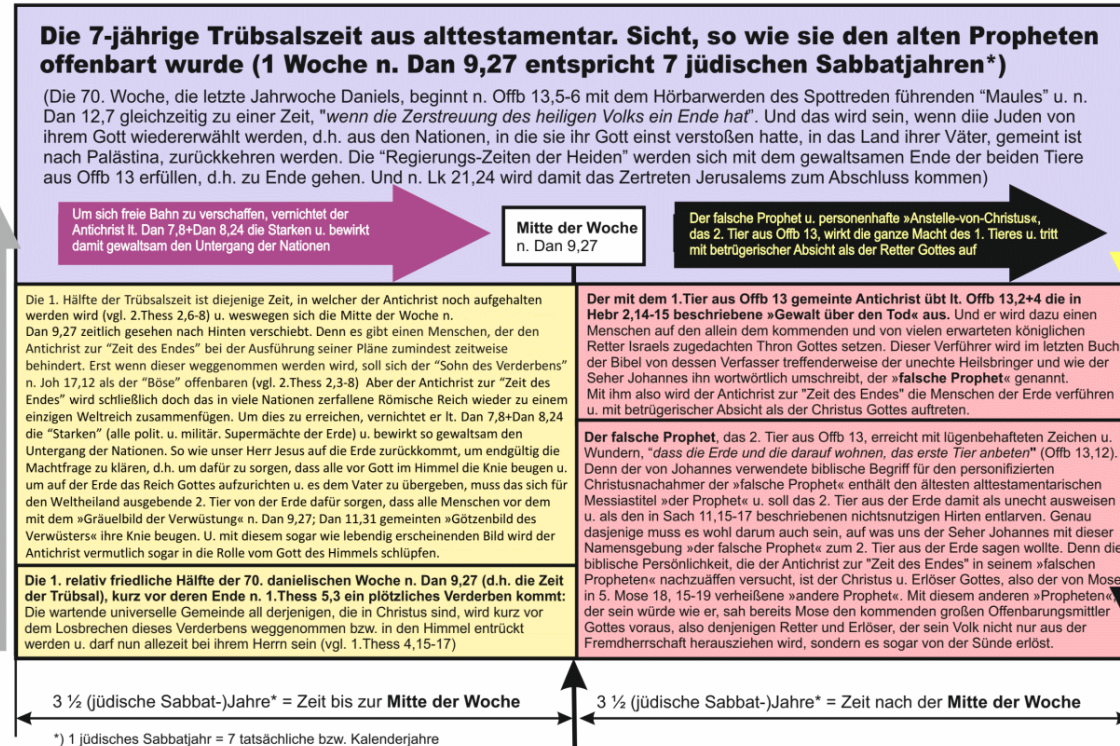 Die 7-jährige Trübsalszeit aus alttestamentar. Sicht, so wie sie den alten Propheten
offenbart wurde (1 Woche n. Dan 9,27 entspricht 7 jüdischen Sabbatjahren*)
(Die 70. Woche, die letzte Jahrwoche Daniels, beginnt n. Offb 13,5-6 mit dem Hörbarwerden des Spottreden führenden “Maules” u. n.
Dan 12,7 gleichzeitig zu einer Zeit, "wenn die Zerstreuung des heiligen Volks ein Ende hat". Und das wird sein, wenn diie Juden von
ihrem Gott wiedererwählt werden, d.h. aus den Nationen, in die sie ihr Gott einst verstoßen hatte, in das Land ihrer Väter, gemeint ist
nach Palästina, zurückkehren werden. Die “Regierungs-Zeiten der Heiden” werden sich mit dem gewaltsamen Ende der beiden Tiere
aus Offb 13 erfüllen, d.h. zu Ende gehen. Und n. Lk 21,24 wird damit das Zertreten Jerusalems zum Abschluss kommen)
Um sich freie Bahn zu verschaffen, vernichtet der
Antichrist lt. Dan 7,8+Dan 8,24 die Starken u. bewirkt
damit gewaltsam den Untergang der Nationen
Mitte der Woche
n. Dan 9,27
Der falsche Prophet u. personenhafte »Anstelle-von-Christus«,
das 2. Tier aus Offb 13, wirkt die ganze Macht des 1. Tieres u. tritt
mit betrügerischer Absicht als der Retter Gottes auf
Die 1. Hälfte der Trübsalszeit ist diejenige Zeit, in welcher der Antichrist noch aufgehalten
werden wird (vgl. 2.Thess 2,6-8) u. weswegen sich die Mitte der Woche n.
Dan 9,27 zeitlich gesehen nach Hinten verschiebt. Denn es gibt einen Menschen, der den
Antichrist zur “Zeit des Endes” bei der Ausführung seiner Pläne zumindest zeitweise
behindert. Erst wenn dieser weggenommen werden wird, soll sich der “Sohn des Verderbens”
n. Joh 17,12 als der “Böse” offenbaren (vgl. 2.Thess 2,3-8) Aber der Antichrist zur “Zeit des
Endes” wird schließlich doch das in viele Nationen zerfallene Römische Reich wieder zu einem
einzigen Weltreich zusammenfügen. Um dies zu erreichen, vernichtet er lt. Dan 7,8+Dan 8,24
die “Starken” (alle polit. u. militär. Supermächte der Erde) u. bewirkt so gewaltsam den
Untergang der Nationen. So wie unser Herr Jesus auf die Erde zurückkommt, um endgültig die
Machtfrage zu klären, d.h. um dafür zu sorgen, dass alle vor Gott im Himmel die Knie beugen u.
um auf der Erde das Reich Gottes aufzurichten u. es dem Vater zu übergeben, muss das sich für
den Weltheiland ausgebende 2. Tier von der Erde dafür sorgen, dass alle Menschen vor dem
mit dem »Gräuelbild der Verwüstung« n. Dan 9,27; Dan 11,31 gemeinten »Götzenbild des
Verwüsters« ihre Knie beugen. U. mit diesem sogar wie lebendig erscheinenden Bild wird der
Antichrist vermutlich sogar in die Rolle vom Gott des Himmels schlüpfen.
Die 1. relativ friedliche Hälfte der 70. danielischen Woche n. Dan 9,27 (d.h. die Zeit
der Trübsal), kurz vor deren Ende n. 1.Thess 5,3 ein plötzliches Verderben kommt:
Die wartende universelle Gemeinde all derjenigen, die in Christus sind, wird kurz vor
dem Losbrechen dieses Verderbens weggenommen bzw. in den Himmel entrückt
werden u. darf nun allezeit bei ihrem Herrn sein (vgl. 1.Thess 4,15-17)
Der mit dem 1.Tier aus Offb 13 gemeinte Antichrist übt lt. Offb 13,2+4 die in
Hebr 2,14-15 beschriebene »Gewalt über den Tod« aus. Und er wird dazu einen
Menschen auf den allein dem kommenden und von vielen erwarteten königlichen
Retter Israels zugedachten Thron Gottes setzen. Dieser Verführer wird im letzten Buch
der Bibel von dessen Verfasser treffenderweise der unechte Heilsbringer und wie der
Seher Johannes ihn wortwörtlich umschreibt, der »falsche Prophet« genannt.
Mit ihm also wird der Antichrist zur "Zeit des Endes" die Menschen der Erde verführen
u. mit betrügerischer Absicht als der Christus Gottes auftreten.
Der falsche Prophet, das 2. Tier aus Offb 13, erreicht mit lügenbehafteten Zeichen u.
Wundern, “dass die Erde und die darauf wohnen, das erste Tier anbeten" (Offb 13,12).
Denn der von Johannes verwendete biblische Begriff für den personifizierten
Christusnachahmer der »falsche Prophet« enthält den ältesten alttestamentarischen
Messiastitel »der Prophet« u. soll das 2. Tier aus der Erde damit als unecht ausweisen
u. als den in Sach 11,15-17 beschriebenen nichtsnutzigen Hirten entlarven. Genau
dasjenige muss es wohl darum auch sein, auf was uns der Seher Johannes mit dieser
Namensgebung »der falsche Prophet« zum 2. Tier aus der Erde sagen wollte. Denn die
biblische Persönlichkeit, die der Antichrist zur "Zeit des Endes" in seinem »falschen
Propheten« nachzuäffen versucht, ist der Christus u. Erlöser Gottes, also der von Mose
in 5. Mose 18, 15-19 verheißene »andere Prophet«. Mit diesem anderen »Propheten«,
der sein würde wie er, sah bereits Mose den kommenden großen Offenbarungsmittler
Gottes voraus, also denjenigen Retter und Erlöser, der sein Volk nicht nur aus der
Fremdherrschaft herausziehen wird, sondern es sogar von der Sünde erlöst.
3 ½ (jüdische Sabbat-)Jahre* = Zeit bis zur Mitte der Woche
3 ½ (jüdische Sabbat-)Jahre* = Zeit nach der Mitte der Woche
*) 1 jüdisches Sabbatjahr = 7 tatsächliche bzw. Kalenderjahre